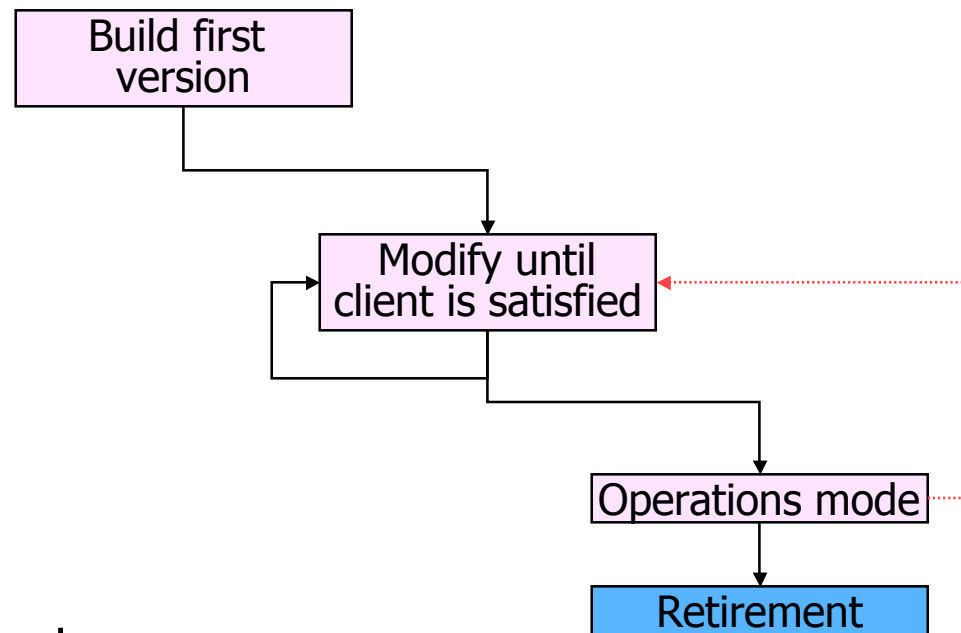 Build first
version
Modify until
client is satisfied
Operations mode
Retirement